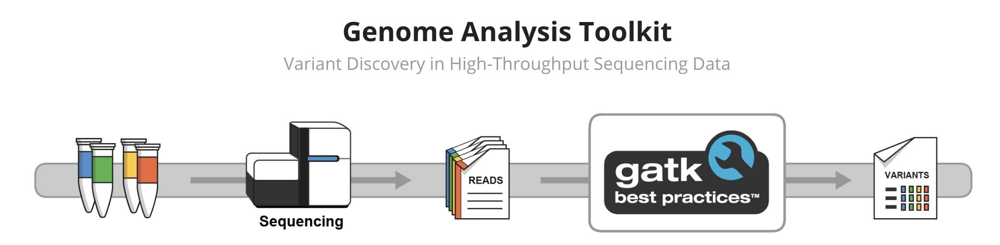 Genome Analysis Toolkit
Variant Discovery in High-Throughput Sequencing Data
Sequencing
READS
gatk
best practices™
VARIANTS